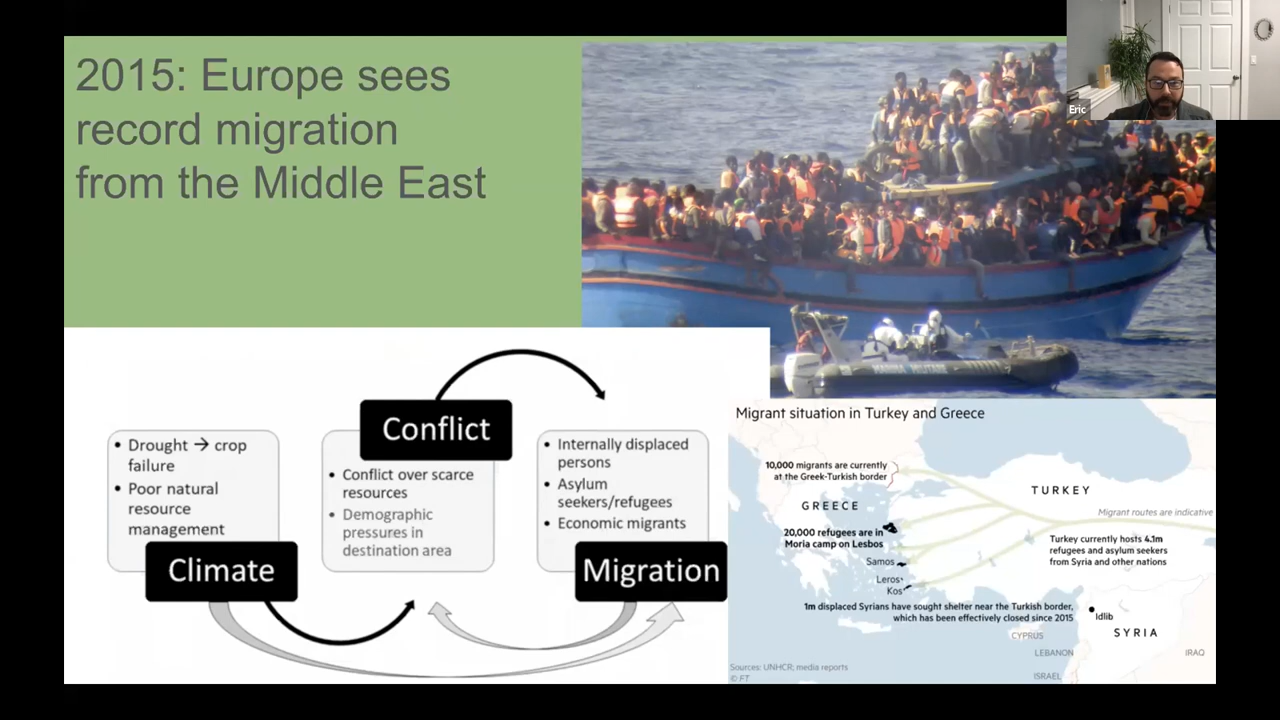 2015: Europe sees
record migration
from the Middle East
Eric
Conflict
• Drought → crop
failure
• Poor natural
resource
management
Climate
• Conflict over scarce
resources
• Demographic
pressures in
destination area
• Internally displaced
persons
• Asylum
seekers/refugees
• Economic migrants
Migration
Migrant situation in Turkey and Greece
10,000 migrants are currently
at the Greek-Turkish border
GREECE
TURKEY
Migrant routes are indicative
20,000 refugees are in
Moria camp on Lesbos
Turkey currently hosts 4.1m
refugees and asylum seekers
from Syria and other nations
Samos
Leros
Kos
1m displaced Syrians have sought shelter near the Turkish border,
which has been effectively closed since 2015
Idlib
SYRIA
CYPRUS
LEBANON
IRAQ
ISRAEL
Sources: UNHCR; media reports
© FT